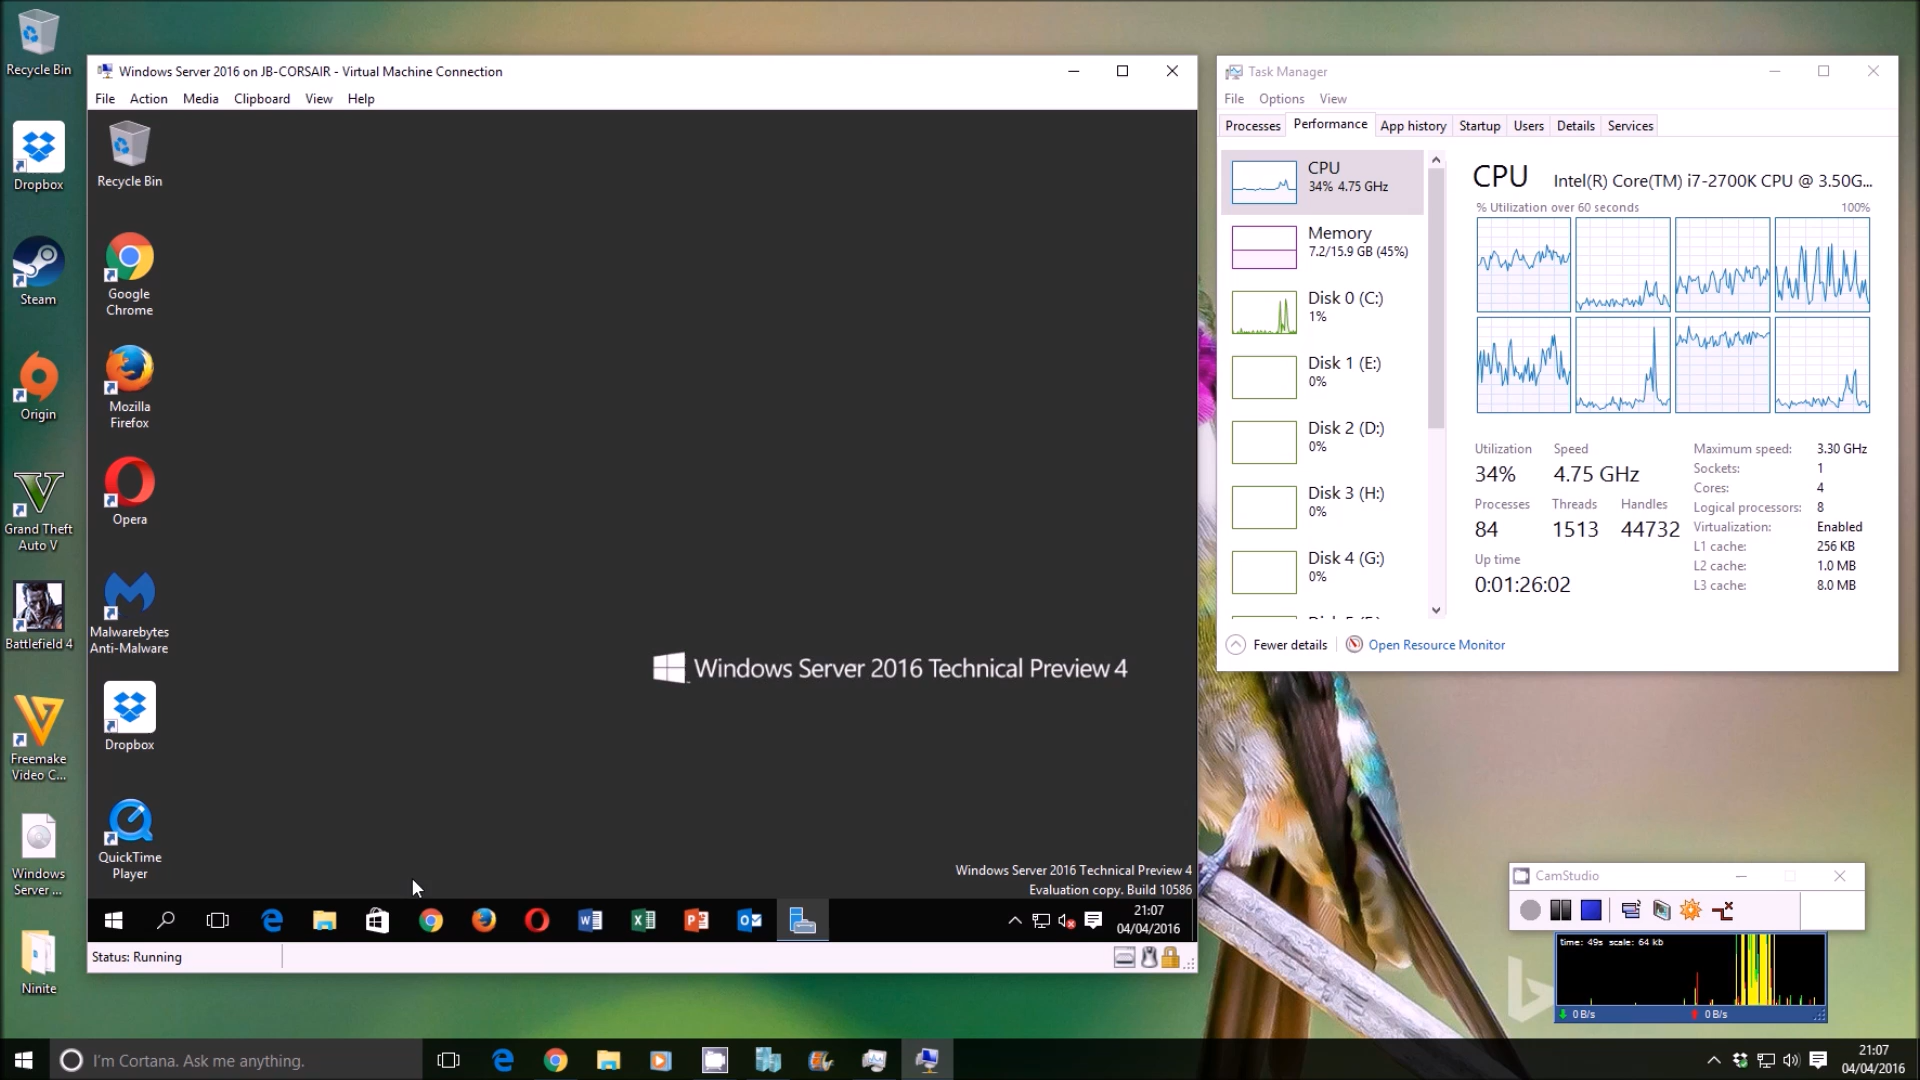 Recycle Bin
Dropbox
Steam
Origin
Grand Theft
Auto V
Battlefield 4
Freemake
Video C...
Windows
Server ...
Ninite
Windows Server 2016 on JB-CORSAIR - Virtual Machine Connection
File Action Media Clipboard View Help
Recycle Bin
Google
Chrome
Mozilla
Firefox
Opera
Malwarebytes
Anti-Malware
Dropbox
QuickTime
Player
Windows Server 2016 Technical Preview 4
Windows Server 2016 Technical Preview 4
Evaluation copy. Build 10586
21:07
04/04/2016
Status: Running
Task Manager
File Options View
Processes Performance App history Startup Users Details Services
CPU
34% 4.75 GHz
Memory
7.2/15.9 GB (45%)
Disk 0 (C:)
1%
Disk 1 (E:)
0%
Disk 2 (D:)
0%
Disk 3 (H:)
0%
Disk 4 (G:)
0%
CPU Intel(R) Core(TM) i7-2700K CPU @ 3.50G...
% Utilization over 60 seconds 100%
Utilization Speed
34% 4.75 GHz
Processes Threads Handles
84 1513 44732
Up time
0:01:26:02
Maximum speed: 3.30 GHz
Sockets: 1
Cores: 4
Logical processors: 8
Virtualization: Enabled
L1 cache: 256 KB
L2 cache: 1.0 MB
L3 cache: 8.0 MB
Fewer details Open Resource Monitor
CamStudio
time: 49s scale: 64 kb
0 B/s 0 B/s
I'm Cortana. Ask me anything.
21:07
04/04/2016